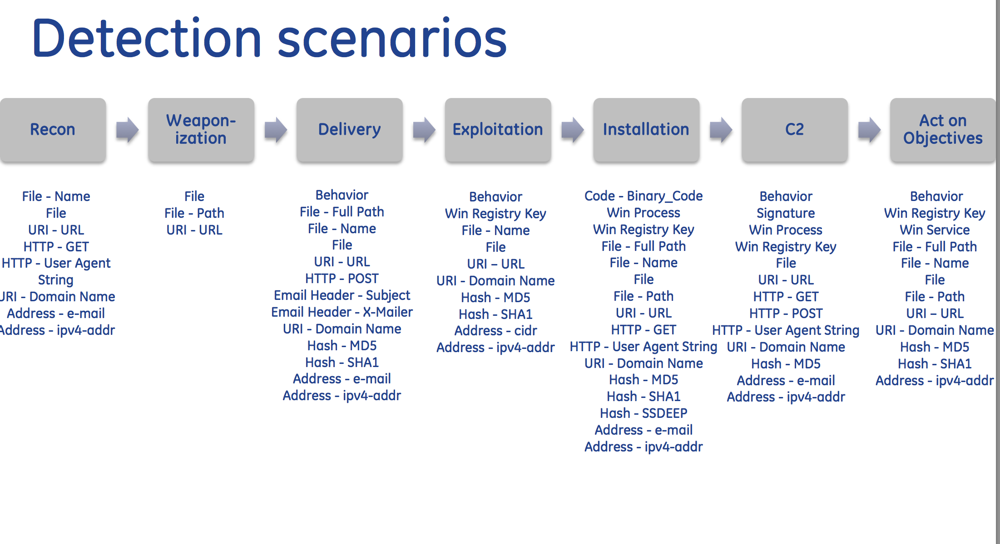 Detection scenarios
Recon
Weapon-
ization
Delivery
Exploitation
Installation
C2
Act on
Objectives
File - Name
File
URI - URL
HTTP - GET
HTTP - User Agent
String
URI - Domain Name
Address - e-mail
Address - ipv4-addr
File
File - Path
URI - URL
Behavior
File - Full Path
File - Name
File
URI - URL
HTTP - POST
Email Header - Subject
Email Header - X-Mailer
URI - Domain Name
Hash - MD5
Hash - SHA1
Address - e-mail
Address - ipv4-addr
Behavior
Win Registry Key
File - Name
File
URI – URL
URI - Domain Name
Hash - MD5
Hash - SHA1
Address - cidr
Address - ipv4-addr
Code - Binary_Code
Win Process
Win Registry Key
File - Full Path
File - Name
File
File - Path
URI - URL
HTTP - GET
HTTP - User Agent String
URI - Domain Name
Hash - MD5
Hash - SHA1
Hash - SSDEEP
Address - e-mail
Address - ipv4-addr
Behavior
Signature
Win Process
Win Registry Key
File
URI - URL
HTTP - GET
HTTP - POST
HTTP - User Agent String
URI - Domain Name
Hash - MD5
Address - e-mail
Address - ipv4-addr
Behavior
Win Registry Key
Win Service
File - Full Path
File - Name
File
File - Path
URI – URL
URI - Domain Name
Hash - MD5
Hash - SHA1
Address - ipv4-addr